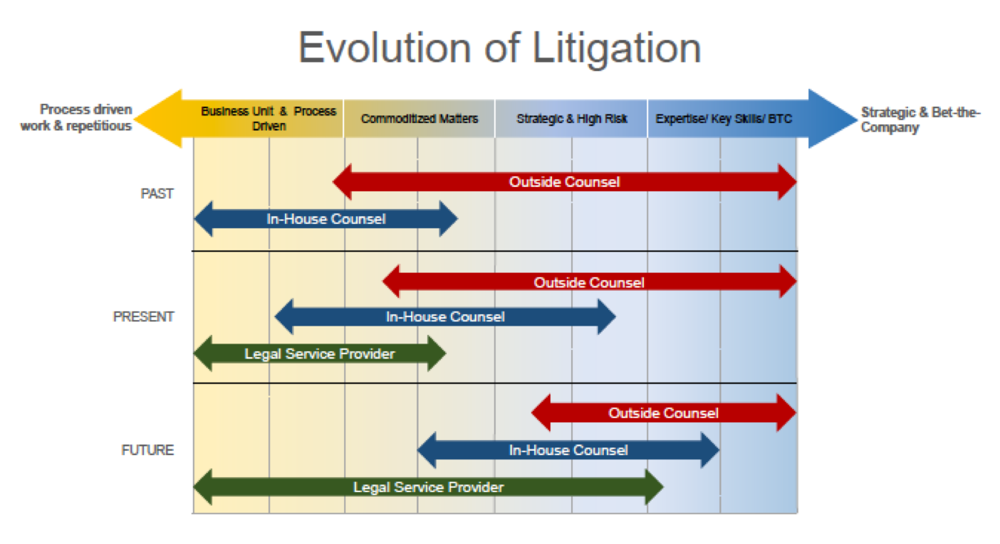 Evolution of Litigation
Process driven
work & repetitious
Business Unit & Process
Driven
Commoditized Matters
Strategic & High Risk
Expertise/ Key Skills/ BTC
Strategic & Bet-the-
Company
PAST
Outside Counsel
In-House Counsel
PRESENT
Outside Counsel
In-House Counsel
Legal Service Provider
FUTURE
Outside Counsel
In-House Counsel
Legal Service Provider